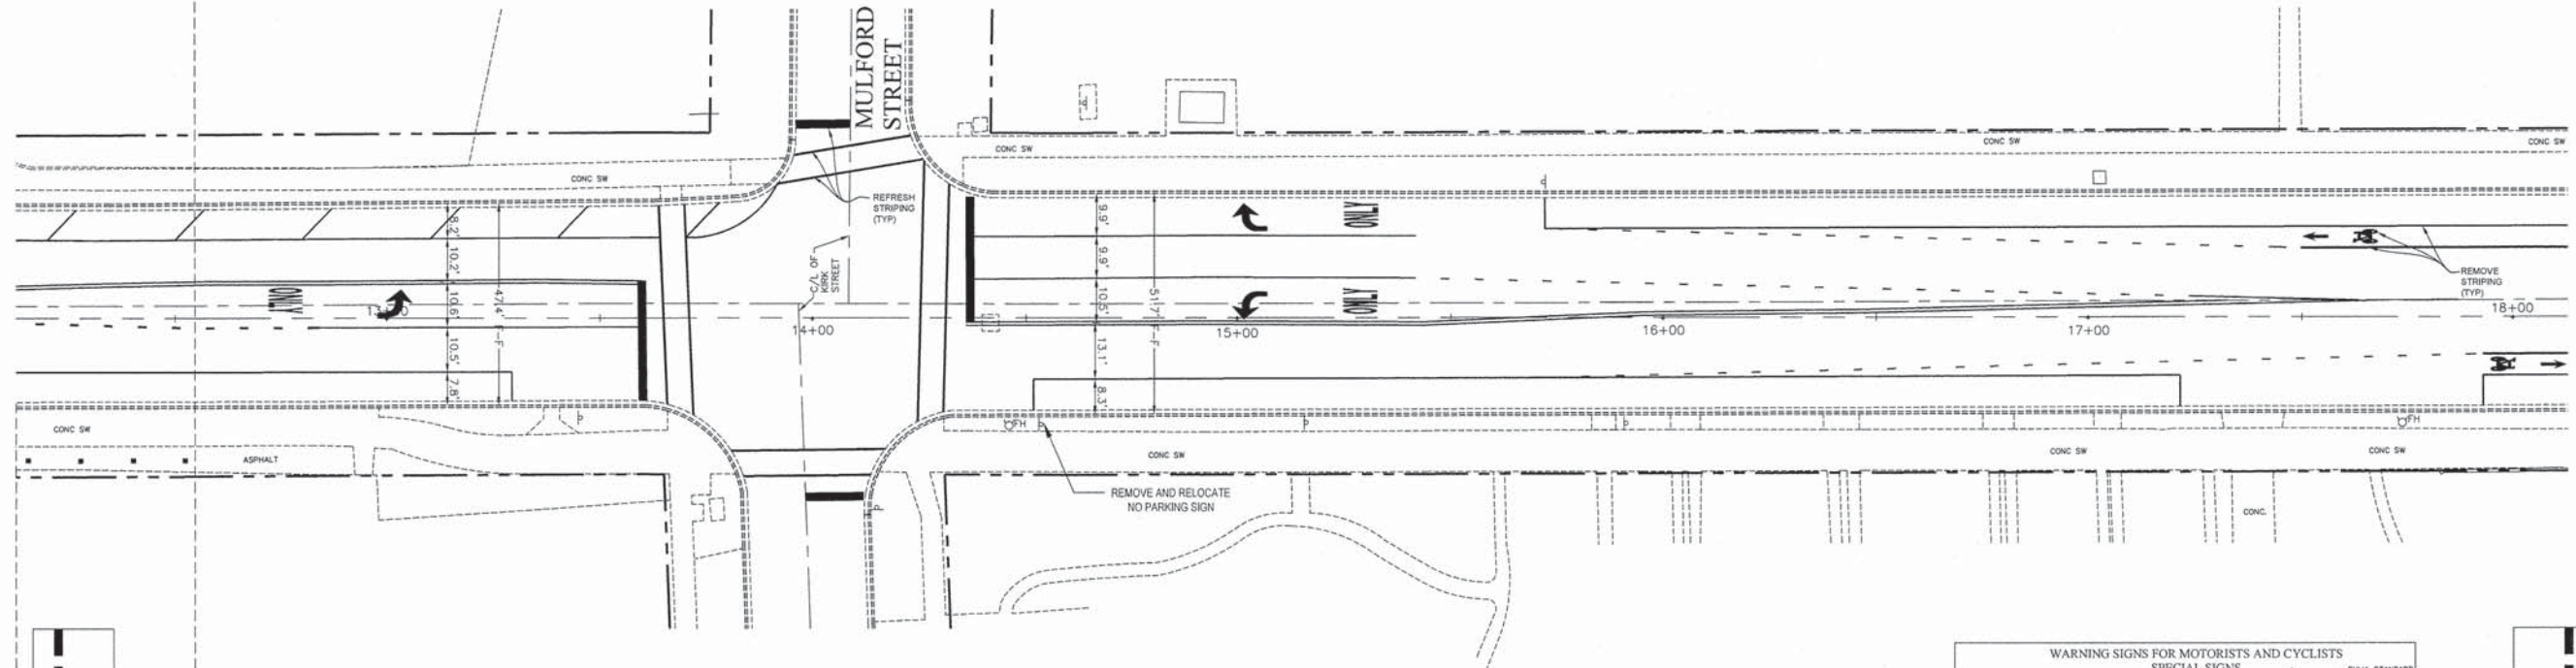 MULFORD
STREET
CONC SW
CONC SW
CONC SW
CONC SW
REFRESH
STRIPING
(TYP)
C/L OF
KIRK
STREET
8.2'
10.2'
10.6'
10.5'
7.8'
47.4'
F-F
ONLY
14+00
9.9'
9.9'
10.5'
13.1'
8.3'
51.7'
F-F
ONLY
ONLY
15+00
16+00
17+00
18+00
REMOVE
STRIPING
(TYP)
CONC SW
ASPHALT
FH
CONC SW
REMOVE AND RELOCATE
NO PARKING SIGN
FH
CONC SW
CONC SW
CONC.
WARNING SIGNS FOR MOTORISTS AND CYCLISTS
SPECIAL SIGNS